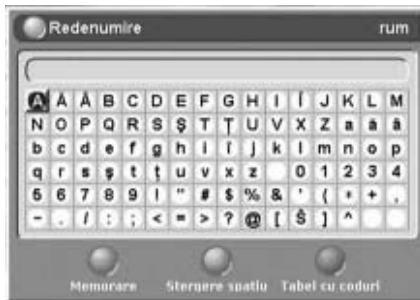 Redenumire rum
A Ă Â B C D E F G H I Î J K L M
N O P Q R S Ş T Ţ U V X Z a ă â
b c d e f g h i î j k l m n o p
q r s ş t ţ u v x z 0 1 2 3 4
5 6 7 8 9 ! " # $ % & ' ( * + ,
- . / : ; < = > ? @ [ Š ] ^
Memorare Stergere spatiu Tabel cu coduri